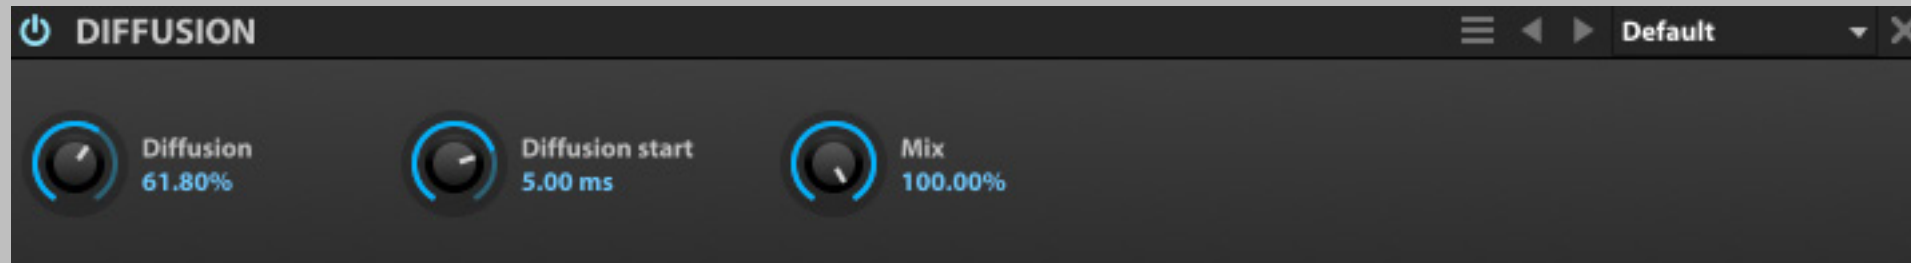 DIFFUSION
Default
Diffusion
61.80%
Diffusion start
5.00 ms
Mix
100.00%